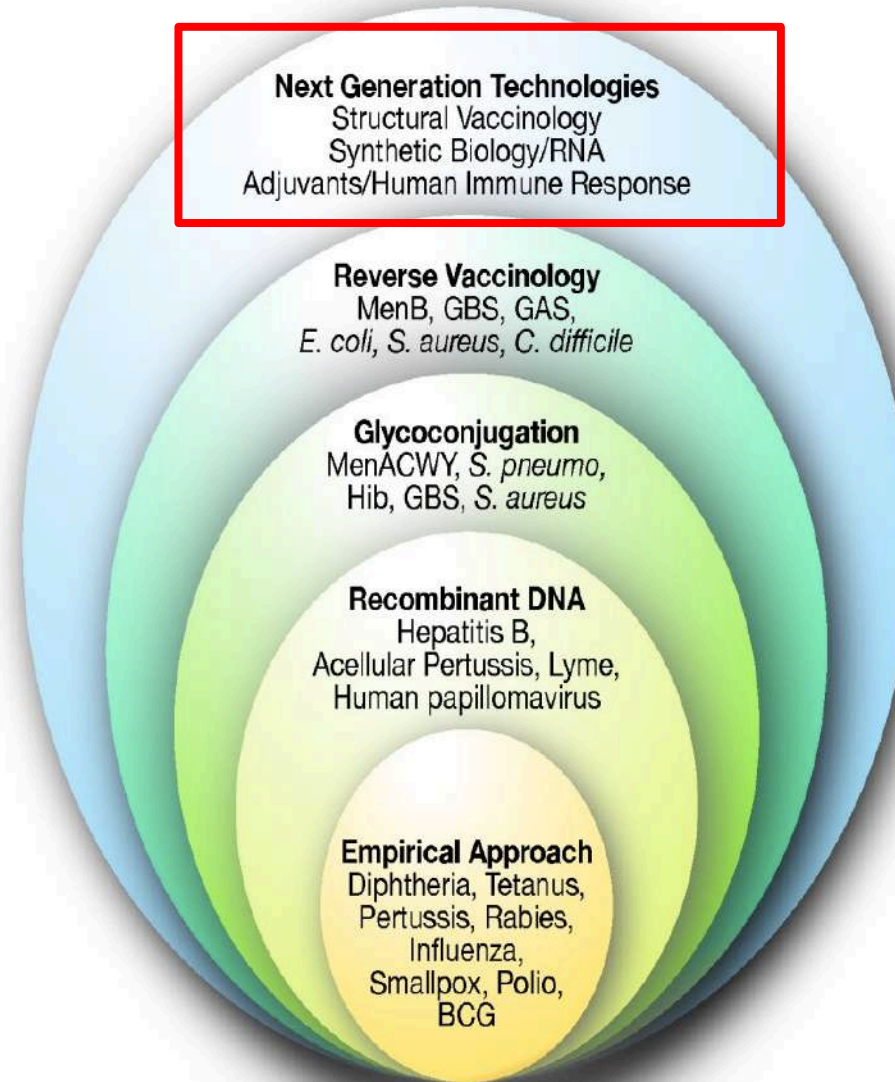 Next Generation Technologies
Structural Vaccinology
Synthetic Biology/RNA
Adjuvants/Human Immune Response
Reverse Vaccinology
MenB, GBS, GAS,
E. coli, S. aureus, C. difficile
Glycoconjugation
MenACWY, S. pneumo,
Hib, GBS, S. aureus
Recombinant DNA
Hepatitis B,
Acellular Pertussis, Lyme,
Human papillomavirus
Empirical Approach
Diphtheria, Tetanus,
Pertussis, Rabies,
Influenza,
Smallpox, Polio,
BCG